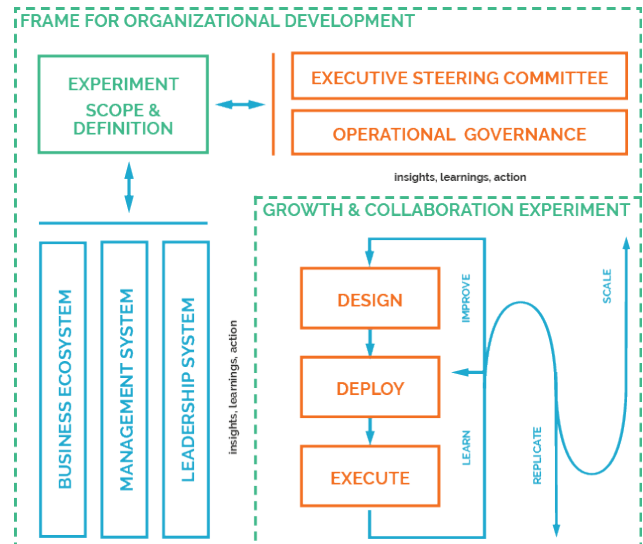 FRAME FOR ORGANIZATIONAL DEVELOPMENT
EXPERIMENT
SCOPE &
DEFINITION
EXECUTIVE STEERING COMMITTEE
OPERATIONAL GOVERNANCE
insights, learnings, action
GROWTH & COLLABORATION EXPERIMENT
BUSINESS ECOSYSTEM
MANAGEMENT SYSTEM
LEADERSHIP SYSTEM
insights, learnings, action
DESIGN
DEPLOY
EXECUTE
IMPROVE
LEARN
REPLICATE
SCALE